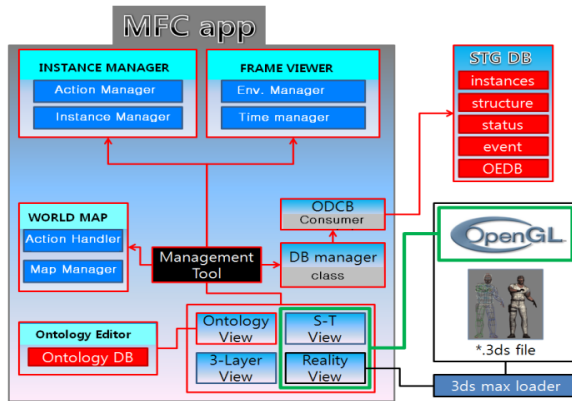 MFC app
INSTANCE MANAGER
Action Manager
Instance Manager
FRAME VIEWER
Env. Manager
Time manager
STG DB
instances
structure
status
event
OEDB
WORLD MAP
Action Handler
Map Manager
Management
Tool
ODCB
Consumer
DB manager
class
OpenGL
*.3ds file
3ds max loader
Ontology Editor
Ontology DB
Ontology
View
S-T
View
3-Layer
View
Reality
View